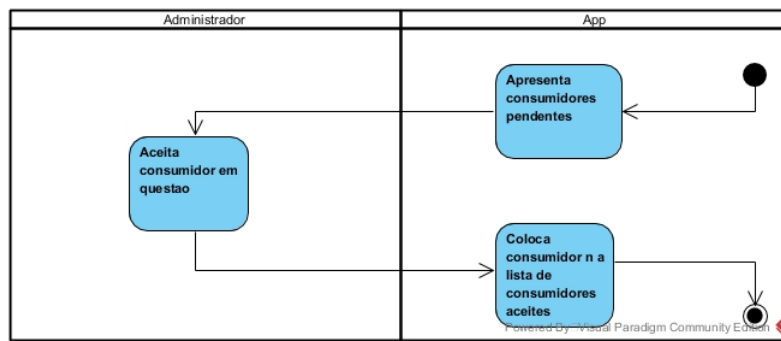 Administrador
App
Apresenta
consumidores
pendentes
Aceita
consumidor em
questao
Coloca
consumidor n a
lista de
consumidores
aceites
Powered By Visual Paradigm Community Edition